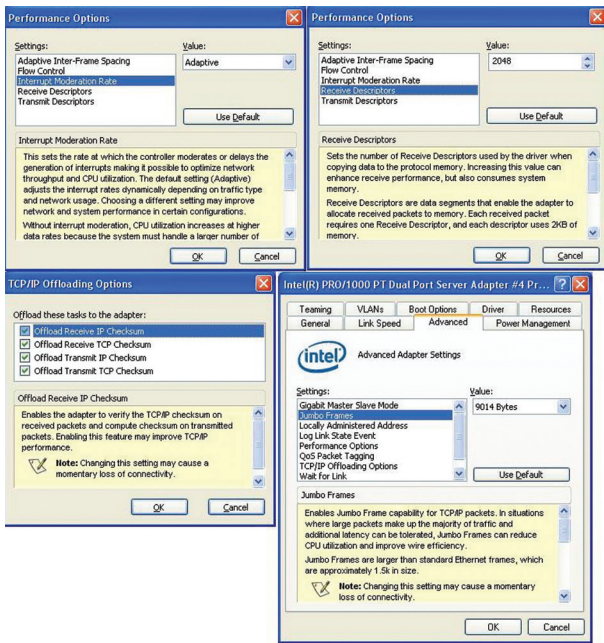 Performance Options
Settings:
Value:
Adaptive Inter-Frame Spacing
Flow Control
Interrupt Moderation Rate
Receive Descriptors
Transmit Descriptors
Adaptive
Use Default
Interrupt Moderation Rate
This sets the rate at which the controller moderates or delays the
generation of interrupts making it possible to optimize network
throughput and CPU utilization. The default setting (Adaptive)
adjusts the interrupt rates dynamically depending on traffic type
and network usage. Choosing a different setting may improve
network and system performance in certain configurations.
Without interrupt moderation, CPU utilization increases at higher
data rates because the system must handle a larger number of
OK
Cancel
Performance Options
Settings:
Value:
Adaptive Inter-Frame Spacing
Flow Control
Interrupt Moderation Rate
Receive Descriptors
Transmit Descriptors
2048
Use Default
Receive Descriptors
Sets the number of Receive Descriptors used by the driver when
copying data to the protocol memory. Increasing this value can
enhance receive performance, but also consumes system
memory.
Receive Descriptors are data segments that enable the adapter to
allocate received packets to memory. Each received packet
requires one Receive Descriptor, and each descriptor uses 2KB of
memory.
OK
Cancel
TCP/IP Offloading Options
Offload these tasks to the adapter:
Offload Receive IP Checksum
Offload Receive TCP Checksum
Offload Transmit IP Checksum
Offload Transmit TCP Checksum
Offload Receive IP Checksum
Enables the adapter to verify the TCP/IP checksum on
received packets and compute checksum on transmitted
packets. Enabling this feature may improve TCP/IP
performance.
Note: Changing this setting may cause a
momentary loss of connectivity.
OK
Cancel
Intel(R) PRO/1000 PT Dual Port Server Adapter #4 Pr...
Teaming
VLANs
Boot Options
Driver
Resources
General
Link Speed
Advanced
Power Management
intel
Advanced Adapter Settings
Settings:
Value:
Gigabit Master Slave Mode
Jumbo Frames
Locally Administered Address
Log Link State Event
Performance Options
QoS Packet Tagging
TCP/IP Offloading Options
Wait for Link
9014 Bytes
Use Default
Jumbo Frames
Enables Jumbo Frame capability for TCP/IP packets. In situations
where large packets make up the majority of traffic and
additional latency can be tolerated, Jumbo Frames can reduce
CPU utilization and improve wire efficiency.
Jumbo Frames are larger than standard Ethernet frames, which
are approximately 1.5k in size.
Note: Changing this setting may cause a momentary
loss of connectivity.
OK
Cancel